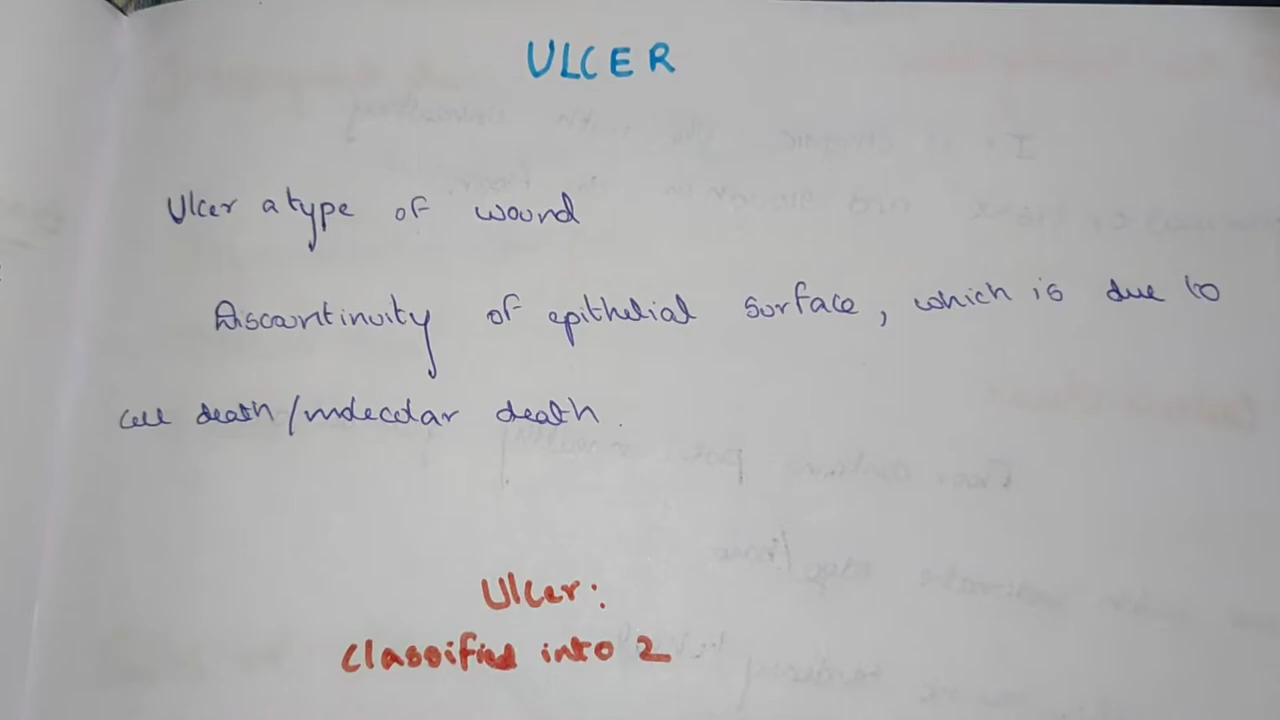 ULCER
Ulcer a type of wound
Discontinuity of epithelial surface, which is due to
cell death/molecular death.
Ulcer:
classified into 2